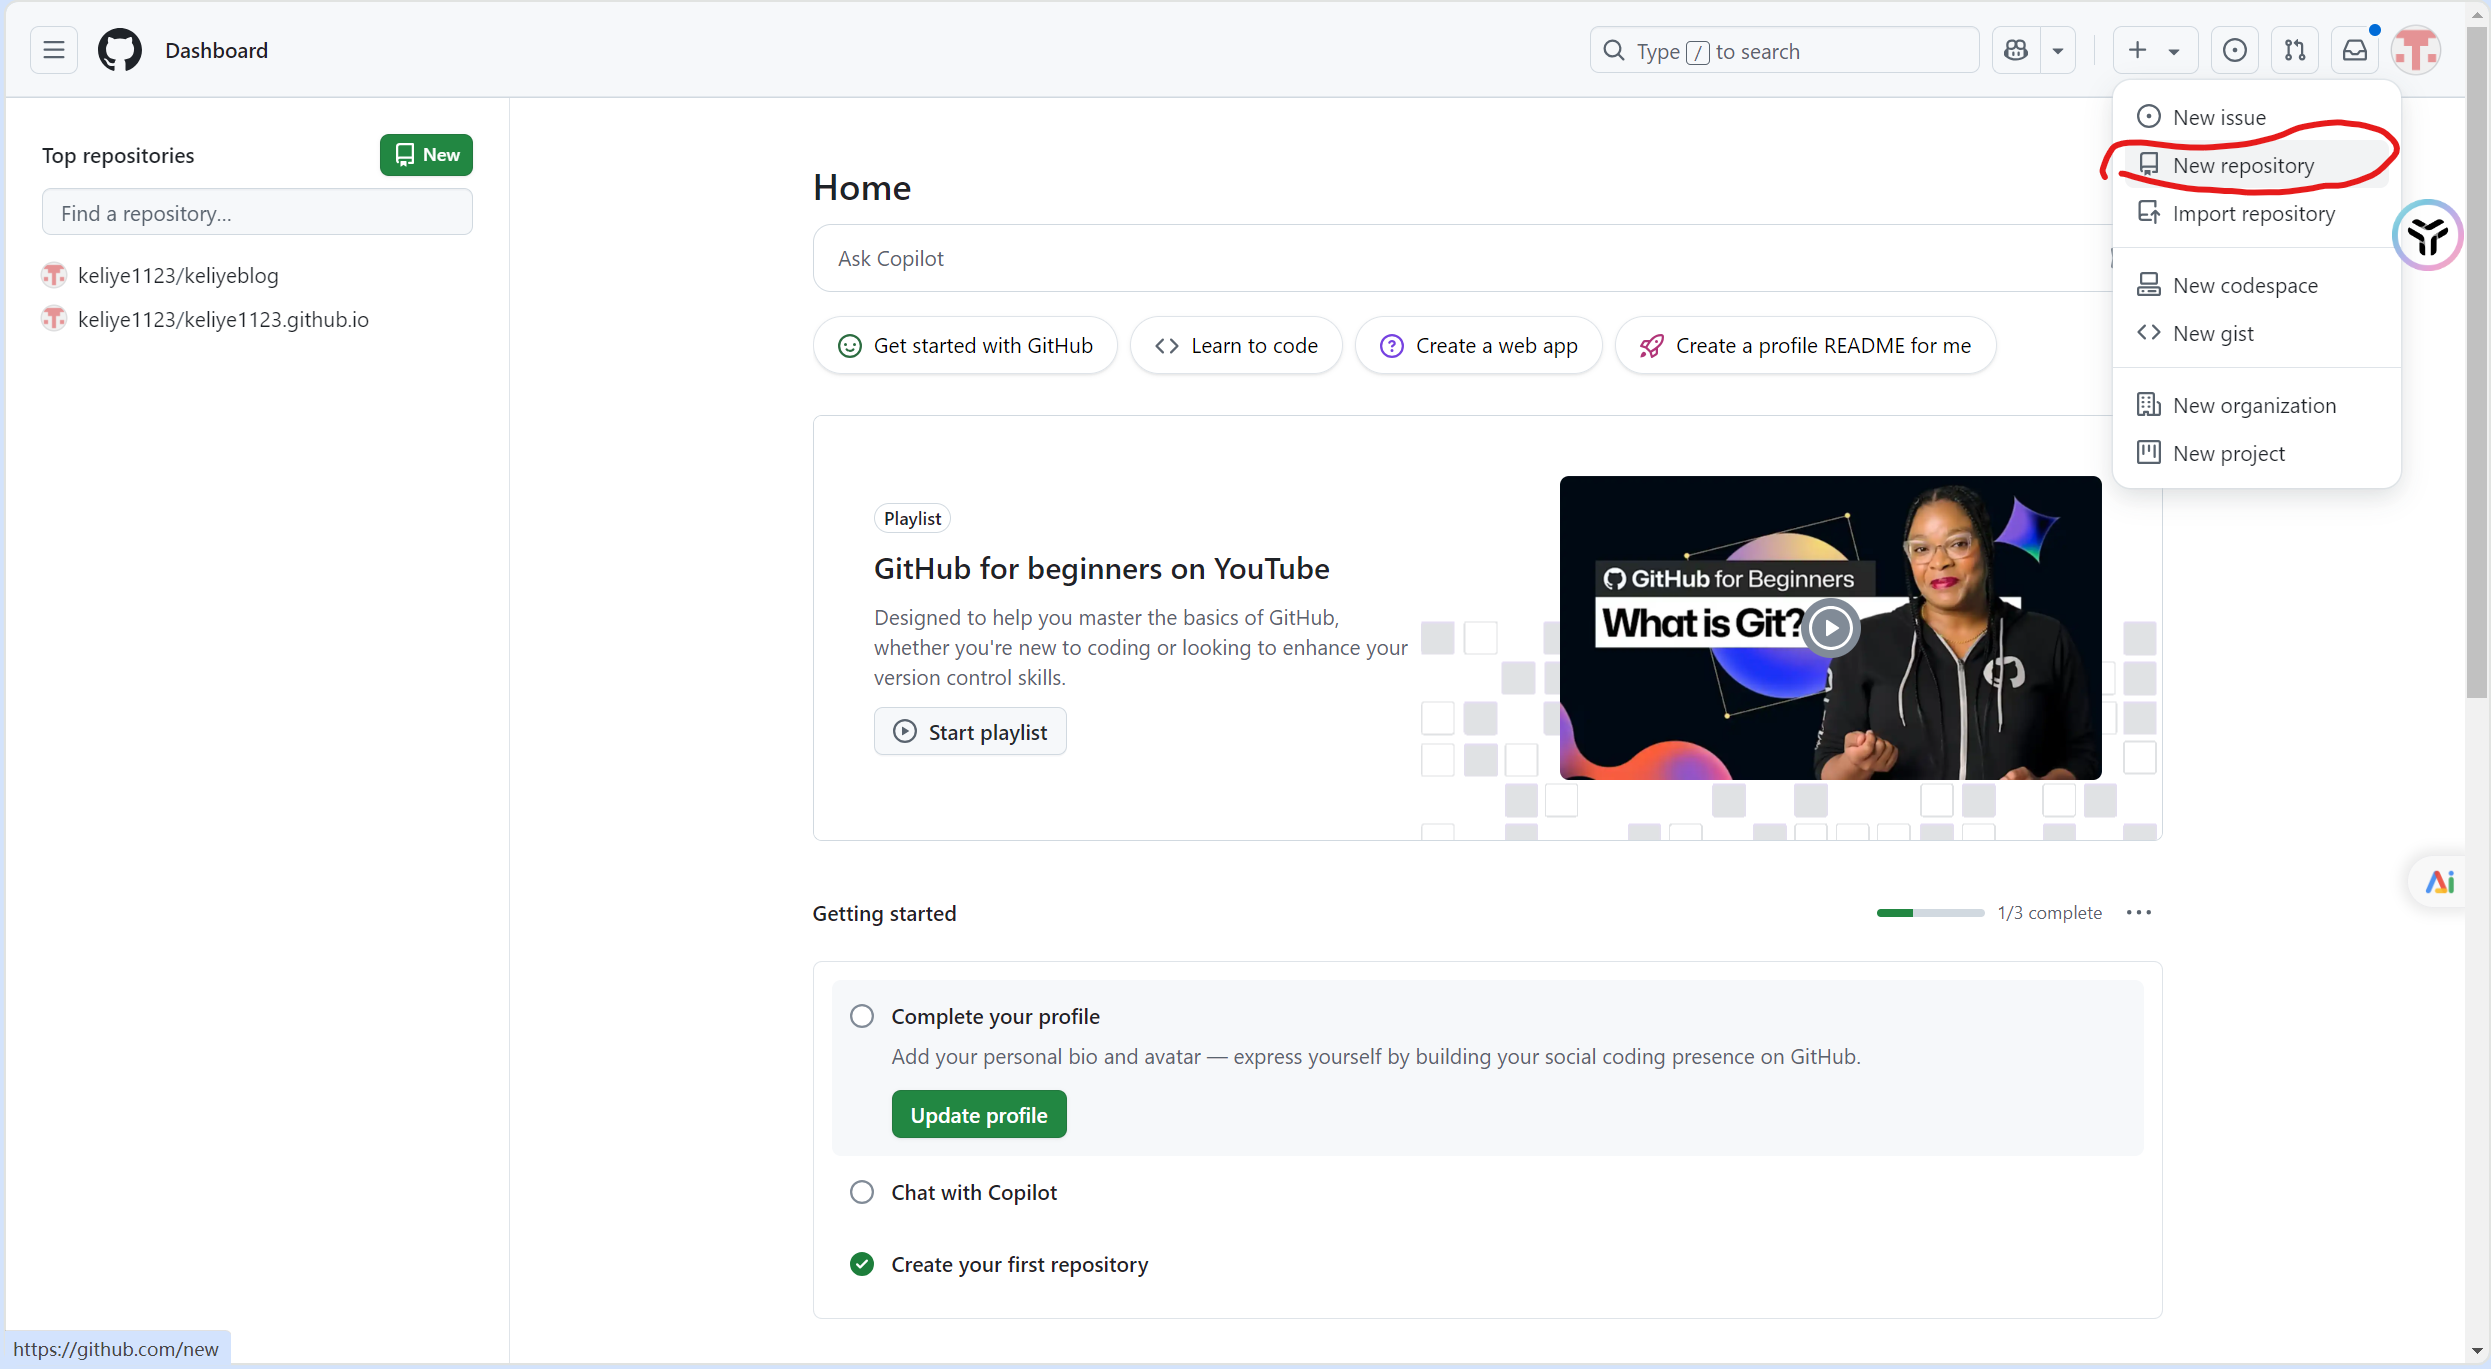 Dashboard
Type / to search
New issue
New repository
Import repository
New codespace
New gist
New organization
New project
Top repositories
New
Find a repository...
keliye1123/keliyeblog
keliye1123/keliye1123.github.io
Home
Ask Copilot
Get started with GitHub
Learn to code
Create a web app
Create a profile README for me
Playlist
GitHub for beginners on YouTube
Designed to help you master the basics of GitHub,
whether you're new to coding or looking to enhance your
version control skills.
Start playlist
GitHub for Beginners
What is Git?
Ai
Getting started
1/3 complete
Complete your profile
Add your personal bio and avatar — express yourself by building your social coding presence on GitHub.
Update profile
Chat with Copilot
Create your first repository
https://github.com/new